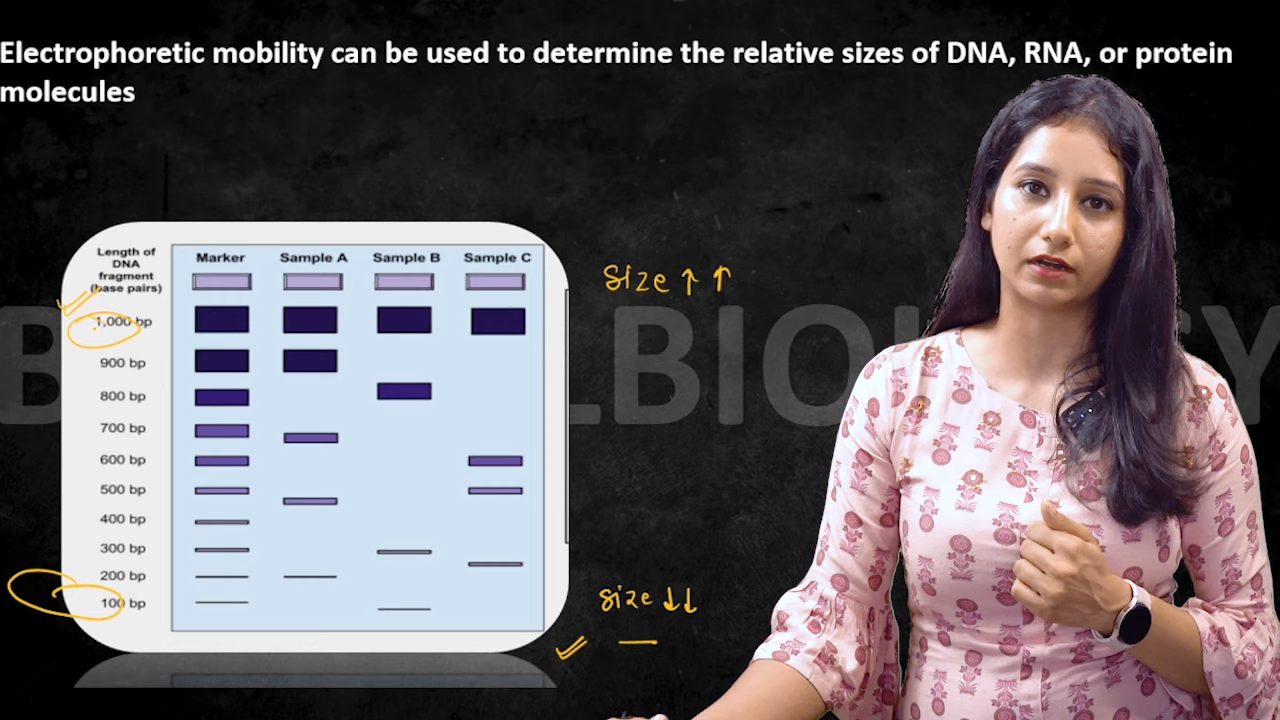 Electrophoretic mobility can be used to determine the relative sizes of DNA, RNA, or protein
molecules
Length of
DNA
fragment
(base pairs)
Marker Sample A Sample B Sample C
1,000 bp
900 bp
800 bp
700 bp
600 bp
500 bp
400 bp
300 bp
200 bp
100 bp
Size ↑ ↑
Size ↓↓